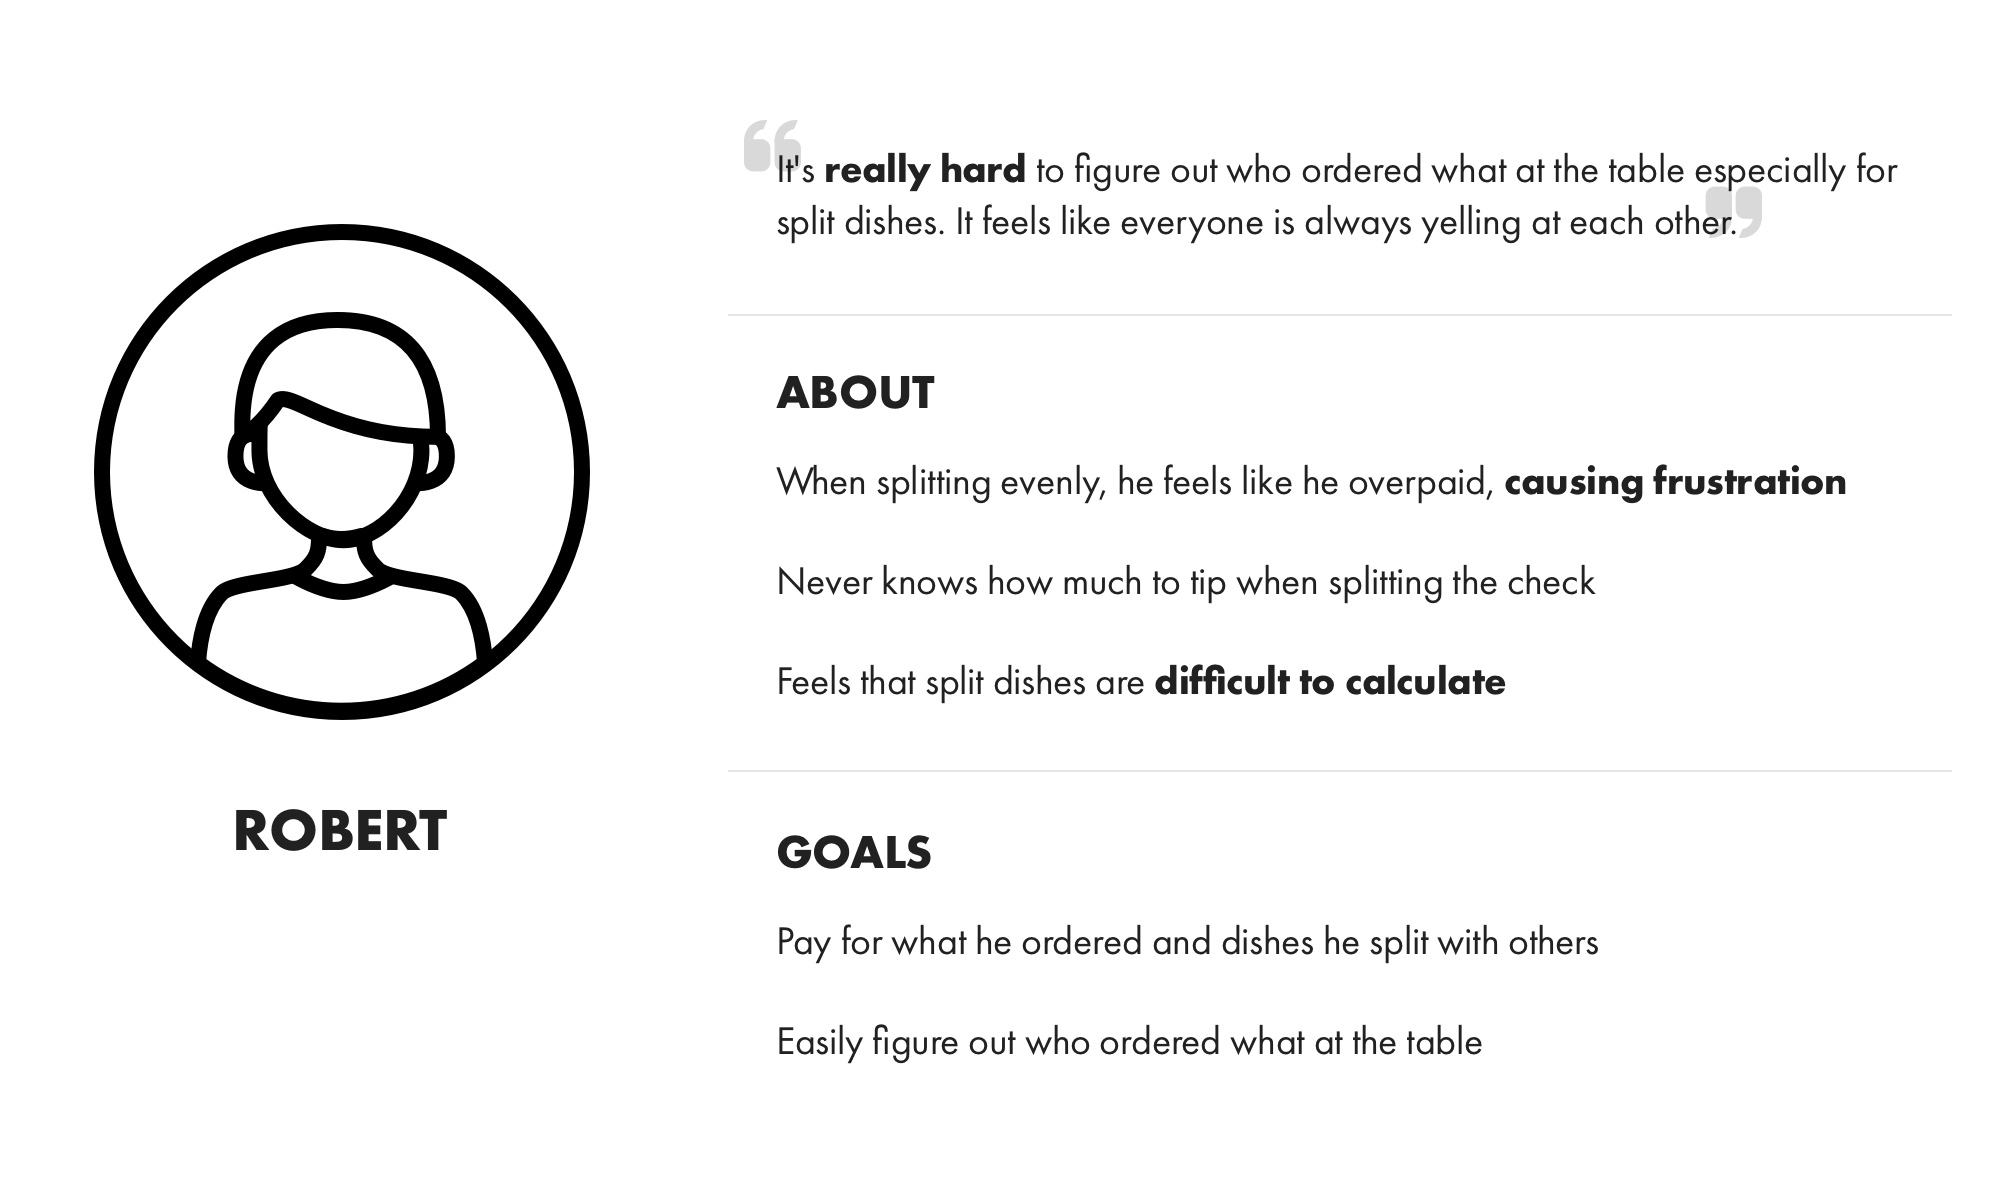 It's really hard to figure out who ordered what at the table especially for
split dishes. It feels like everyone is always yelling at each other.
ABOUT
When splitting evenly, he feels like he overpaid, causing frustration
Never knows how much to tip when splitting the check
Feels that split dishes are difficult to calculate
ROBERT
GOALS
Pay for what he ordered and dishes he split with others
Easily figure out who ordered what at the table